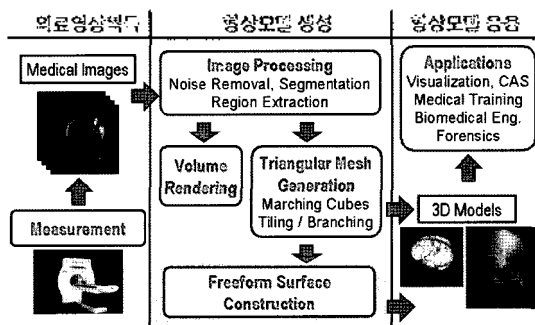 의료영상획득
형상모델 생성
형상모델 응용
Medical Images
Measurement
Image Processing
Noise Removal, Segmentation
Region Extraction
Volume
Rendering
Triangular Mesh
Generation
Marching Cubes
Tiling / Branching
Freeform Surface
Construction
Applications
Visualization, CAS
Medical Training
Biomedical Eng.
Forensics
3D Models